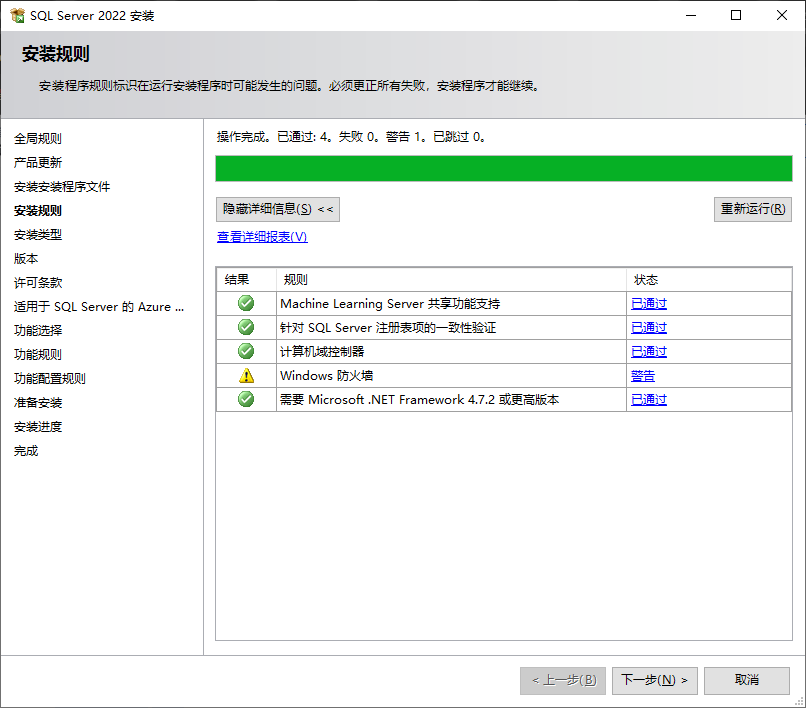 SQL Server 2022 安装
安装规则
安装程序规则标识在运行安装程序时可能发生的问题。必须更正所有失败，安装程序才能继续。
全局规则
产品更新
安装安装程序文件
安装规则
安装类型
版本
许可条款
适用于 SQL Server 的 Azure ...
功能选择
功能规则
功能配置规则
准备安装
安装进度
完成
操作完成。已通过: 4。失败 0。警告 1。已跳过 0。
隐藏详细信息(S) <<
重新运行(R)
查看详细报表(V)
结果 规则 状态
Machine Learning Server 共享功能支持 已通过
针对 SQL Server 注册表项的一致性验证 已通过
计算机域控制器 已通过
Windows 防火墙 警告
需要 Microsoft .NET Framework 4.7.2 或更高版本 已通过
< 上一步(B) 下一步(N) > 取消